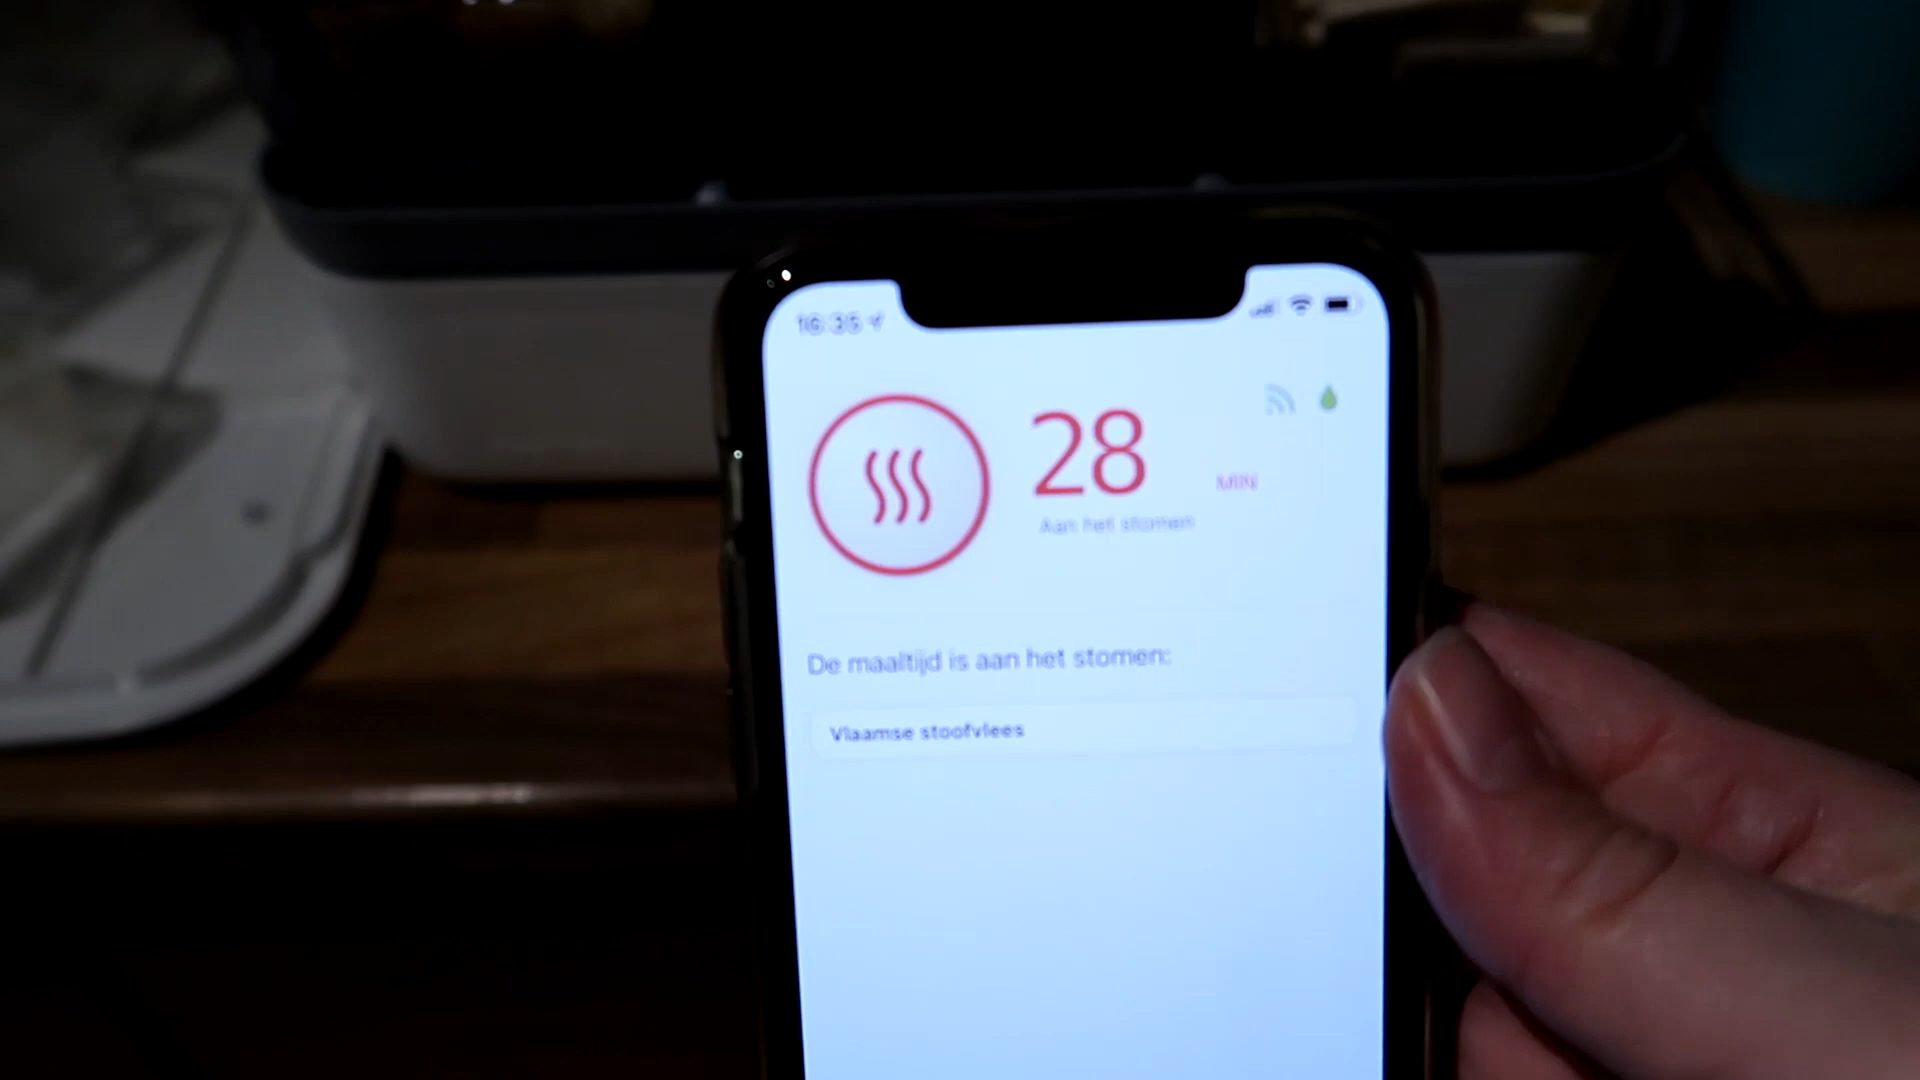 16:35
28 MIN
Aan het stomen
De maaltijd is aan het stomen:
Vlaamse stoofvlees